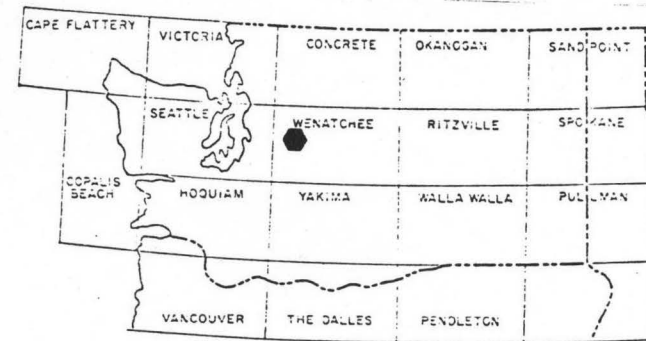 CAPE FLATTERY VICTORIA CONCRETE OKANOGAN SANDPOINT
SEATTLE WENATCHEE RITZVILLE SPOKANE
COPALIS BEACH HOQUIAM YAKIMA WALLA WALLA PULLMAN
VANCOUVER THE DALLES PENDLETON